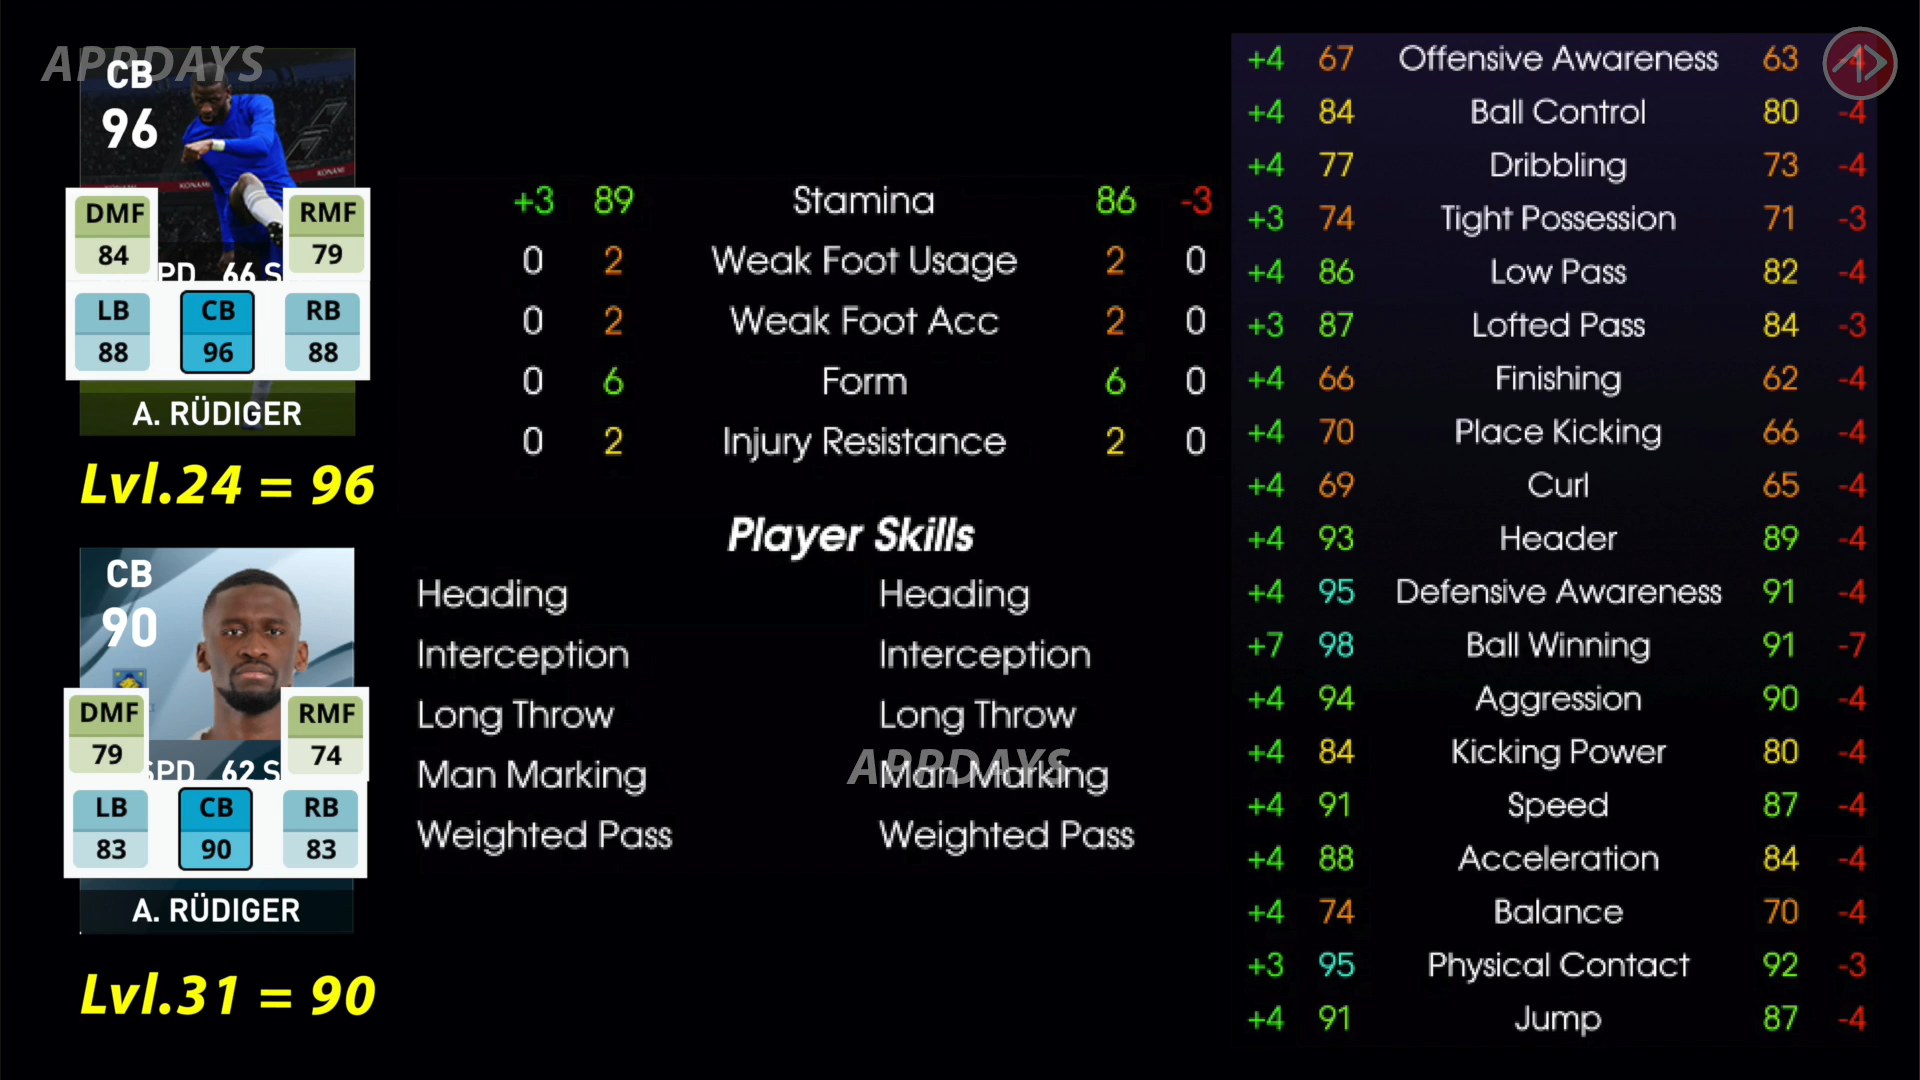 APPDAYS
CB
96
KONAMI
KONAMI
DMF
84
RMF
79
PD 66 S
LB
88
CB
96
RB
88
A. RÜDIGER
Lvl.24 = 96
CB
90
DMF
79
RMF
74
SPD 62 S
LB
83
CB
90
RB
83
A. RÜDIGER
Lvl.31 = 90
+3 89 Stamina 86 -3
0 2 Weak Foot Usage 2 0
0 2 Weak Foot Acc 2 0
0 6 Form 6 0
0 2 Injury Resistance 2 0
Player Skills
Heading Heading
Interception Interception
Long Throw Long Throw
APPDAYS
Man Marking Man Marking
Weighted Pass Weighted Pass
+4 67 Offensive Awareness 63 -4
+4 84 Ball Control 80 -4
+4 77 Dribbling 73 -4
+3 74 Tight Possession 71 -3
+4 86 Low Pass 82 -4
+3 87 Lofted Pass 84 -3
+4 66 Finishing 62 -4
+4 70 Place Kicking 66 -4
+4 69 Curl 65 -4
+4 93 Header 89 -4
+4 95 Defensive Awareness 91 -4
+7 98 Ball Winning 91 -7
+4 94 Aggression 90 -4
+4 84 Kicking Power 80 -4
+4 91 Speed 87 -4
+4 88 Acceleration 84 -4
+4 74 Balance 70 -4
+3 95 Physical Contact 92 -3
+4 91 Jump 87 -4